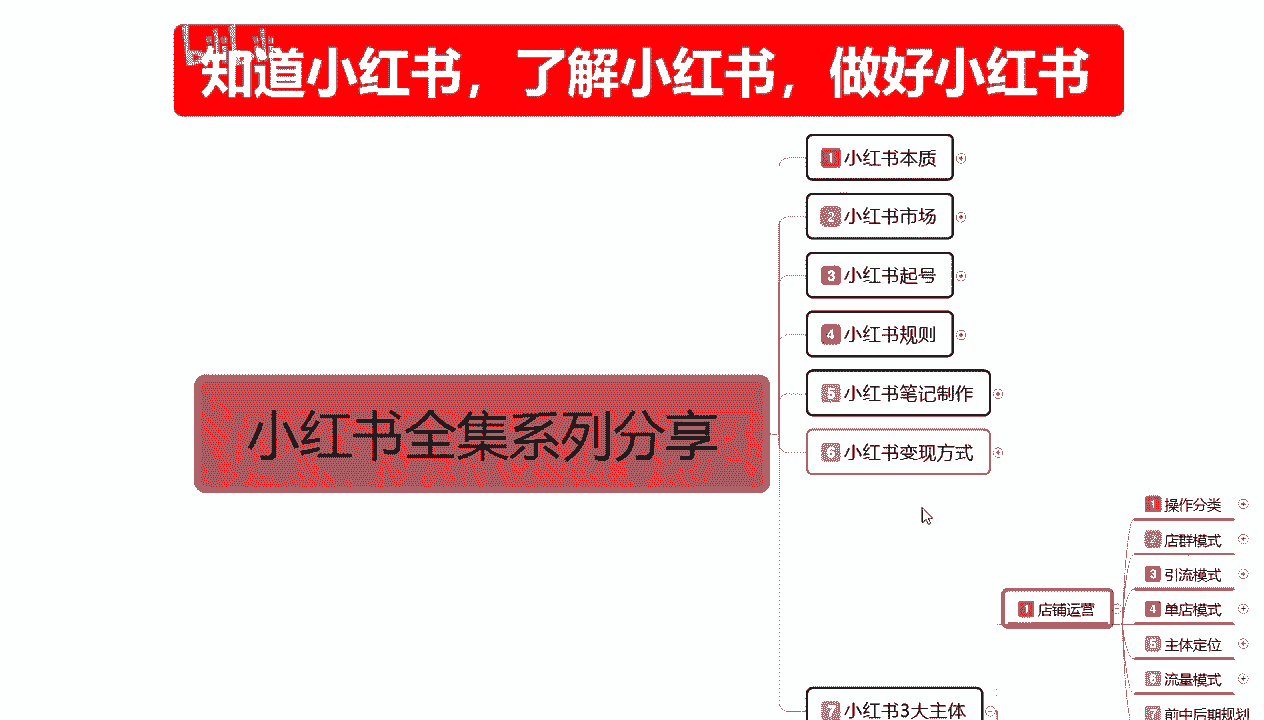 知道小红书，了解小红书，做好小红书
1 小红书本质
2 小红书市场
3 小红书起号
4 小红书规则
5 小红书笔记制作
6 小红书变现方式
小红书全集系列分享
1 操作分类
2 店群模式
3 引流模式
1 店铺运营
4 单店模式
5 主体定位
6 流量模式
7 小红书3大主体
7 前中后期规划